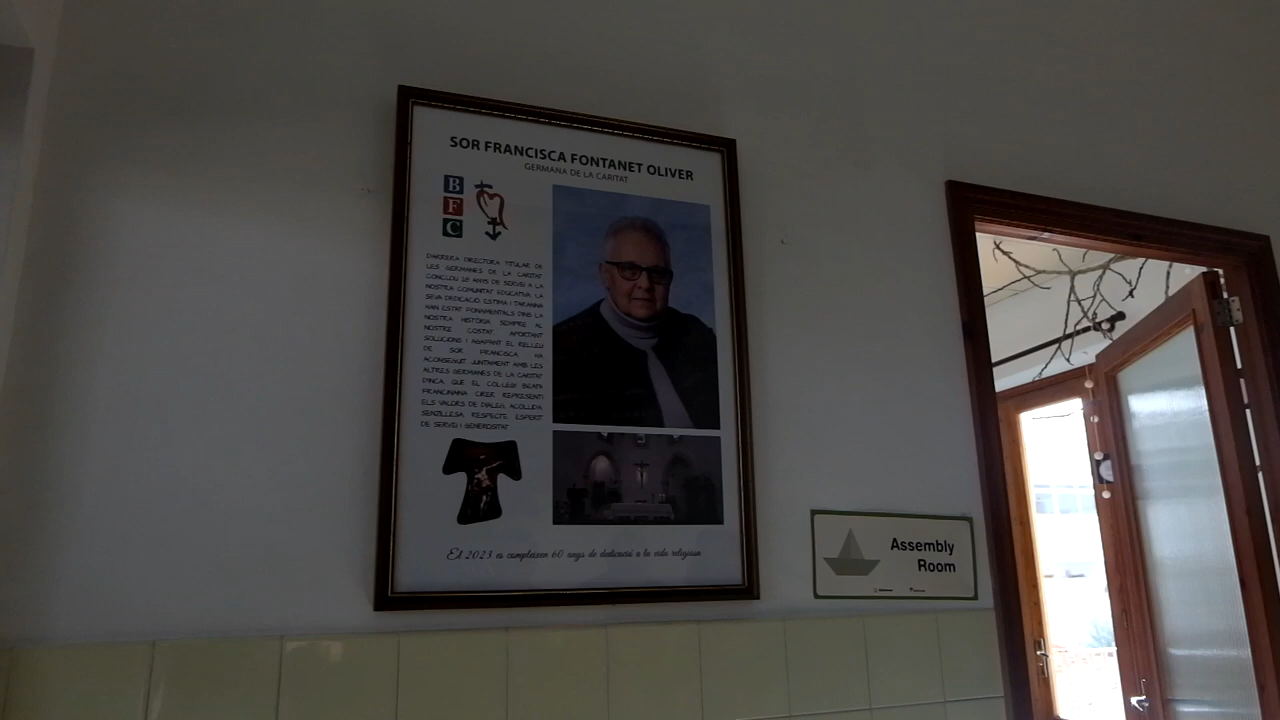 SOR FRANCISCA FONTANET OLIVER
GERMANA DE LA CARITAT
B
F
C
DARRERA DIRECTORA TITULAR DE
LES GERMANES DE LA CARITAT
CONCLOU 18 ANYS DE SERVEI A LA
NOSTRA COMUNITAT EDUCATIVA. LA
SEVA DEDICACIÓ, ESTIMA I TARANNÀ
HAN ESTAT FONAMENTALS DINS LA
NOSTRA HISTÒRIA SEMPRE AL
NOSTRE COSTAT APORTANT
SOLUCIONS I AGAFANT EL RELLEU
DE SOR FRANCISCA HA
ACONSEGUIT JUNTAMENT AMB LES
ALTRES GERMANES DE LA CARITAT
D'INCA, QUE EL COL·LEGI BEATA
FRANCINAINA CIRER REPRESENTI
ELS VALORS DE DIÀLEG, ACOLLIDA,
SENZILLESA, RESPECTE, ESPERIT
DE SERVEI I GENEROSITAT
El 2023 es compleixen 60 anys de dedicació a la vida religiosa
Assembly
Room